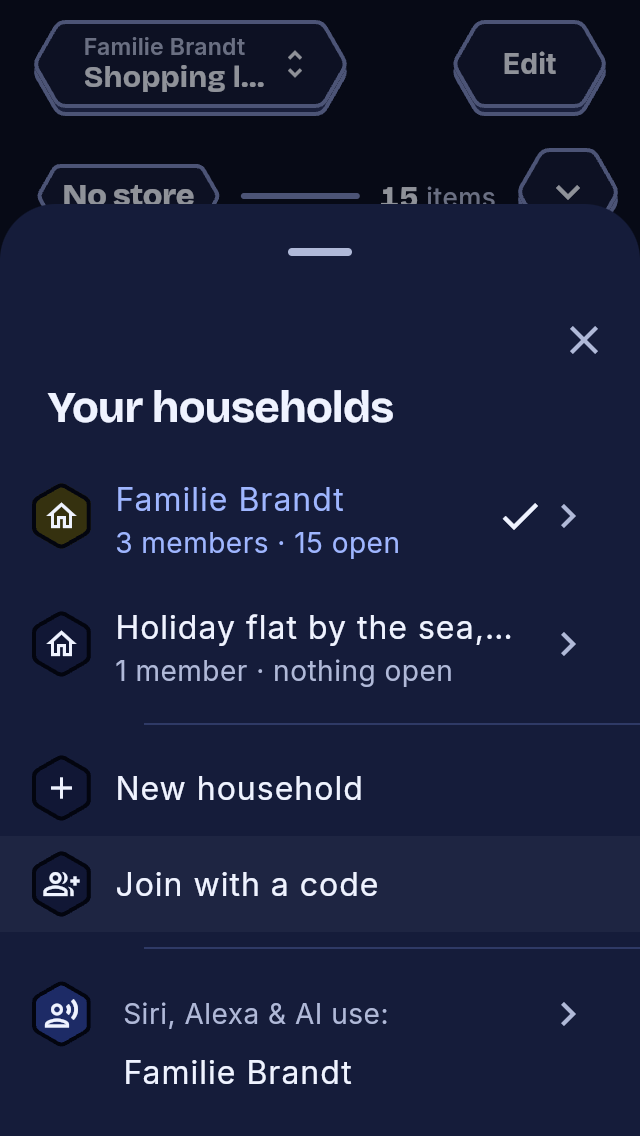 Familie Brandt
Shopping l...
Edit
No store
15 items
Your households
Familie Brandt
3 members · 15 open
Holiday flat by the sea,...
1 member · nothing open
New household
Join with a code
Siri, Alexa & AI use:
Familie Brandt